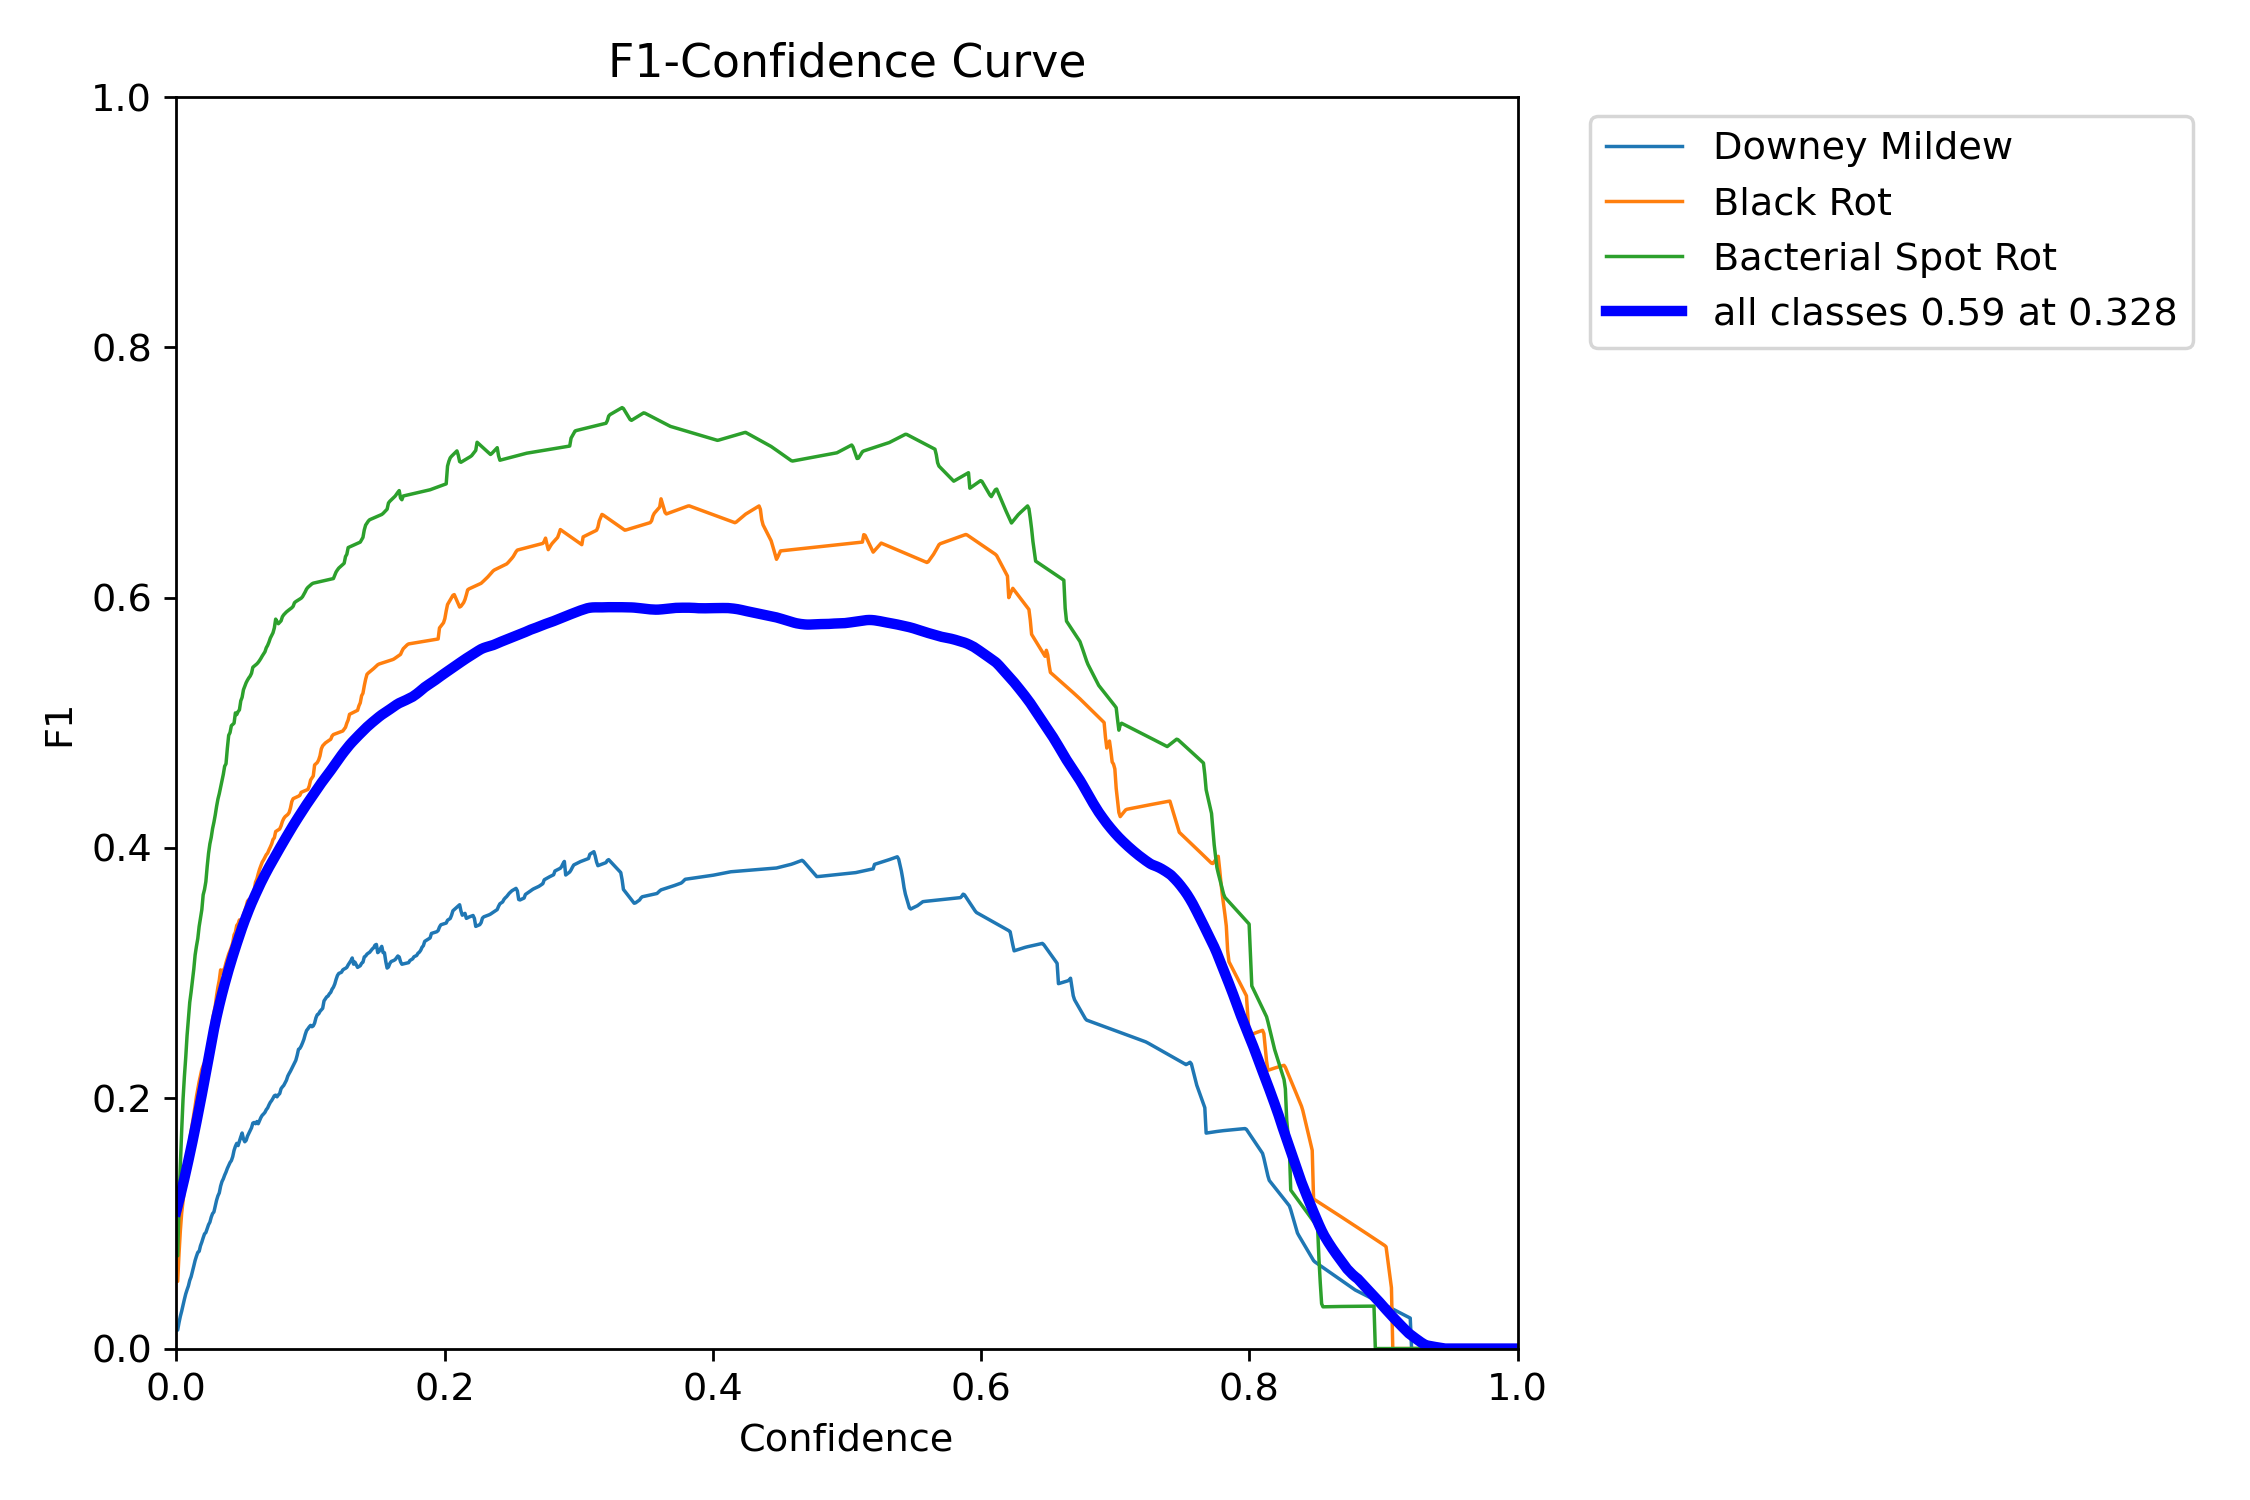 F1-Confidence Curve
1.0
0.8
0.6
0.4
0.2
0.0
F1
0.0 0.2 0.4 0.6 0.8 1.0
Confidence
Downey Mildew
Black Rot
Bacterial Spot Rot
all classes 0.59 at 0.328